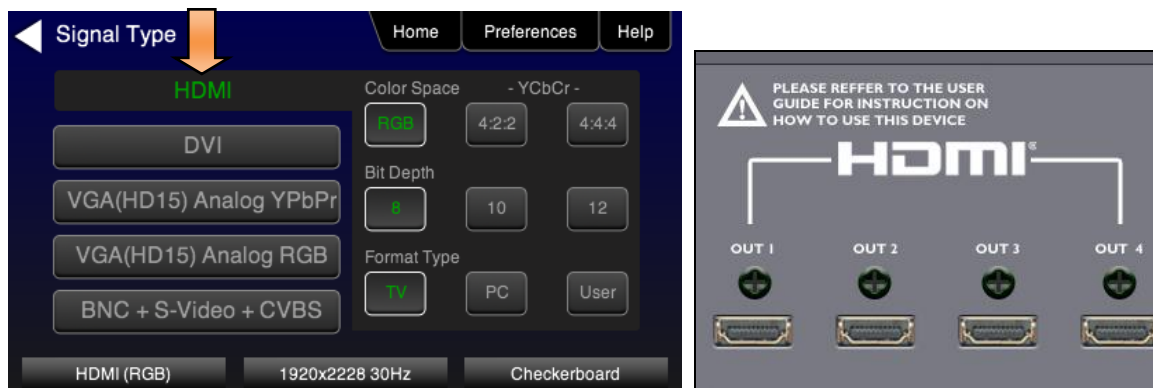 Signal Type
Home
Preferences
Help
HDMI
DVI
VGA(HD15) Analog YPbPr
VGA(HD15) Analog RGB
BNC + S-Video + CVBS
Color Space
- YCbCr -
RGB
4:2:2
4:4:4
Bit Depth
8
10
12
Format Type
TV
PC
User
HDMI (RGB)
1920x2228 30Hz
Checkerboard
PLEASE REFFER TO THE USER
GUIDE FOR INSTRUCTION ON
HOW TO USE THIS DEVICE
HDMI®
OUT 1
OUT 2
OUT 3
OUT 4